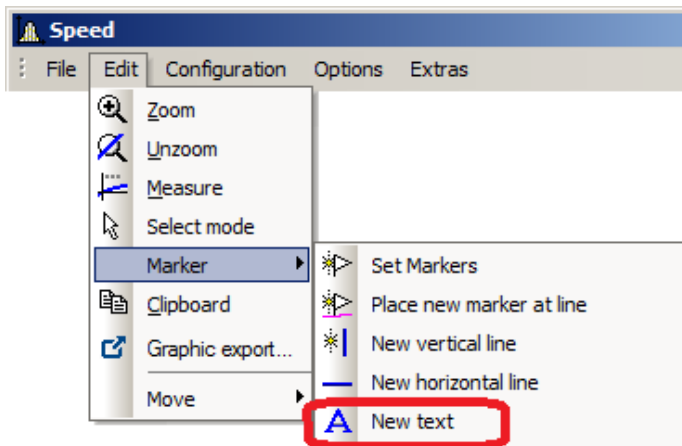 Speed
File Edit Configuration Options Extras
Zoom
Unzoom
Measure
Select mode
Marker
Set Markers
Clipboard
Place new marker at line
Graphic export...
New vertical line
New horizontal line
Move
New text